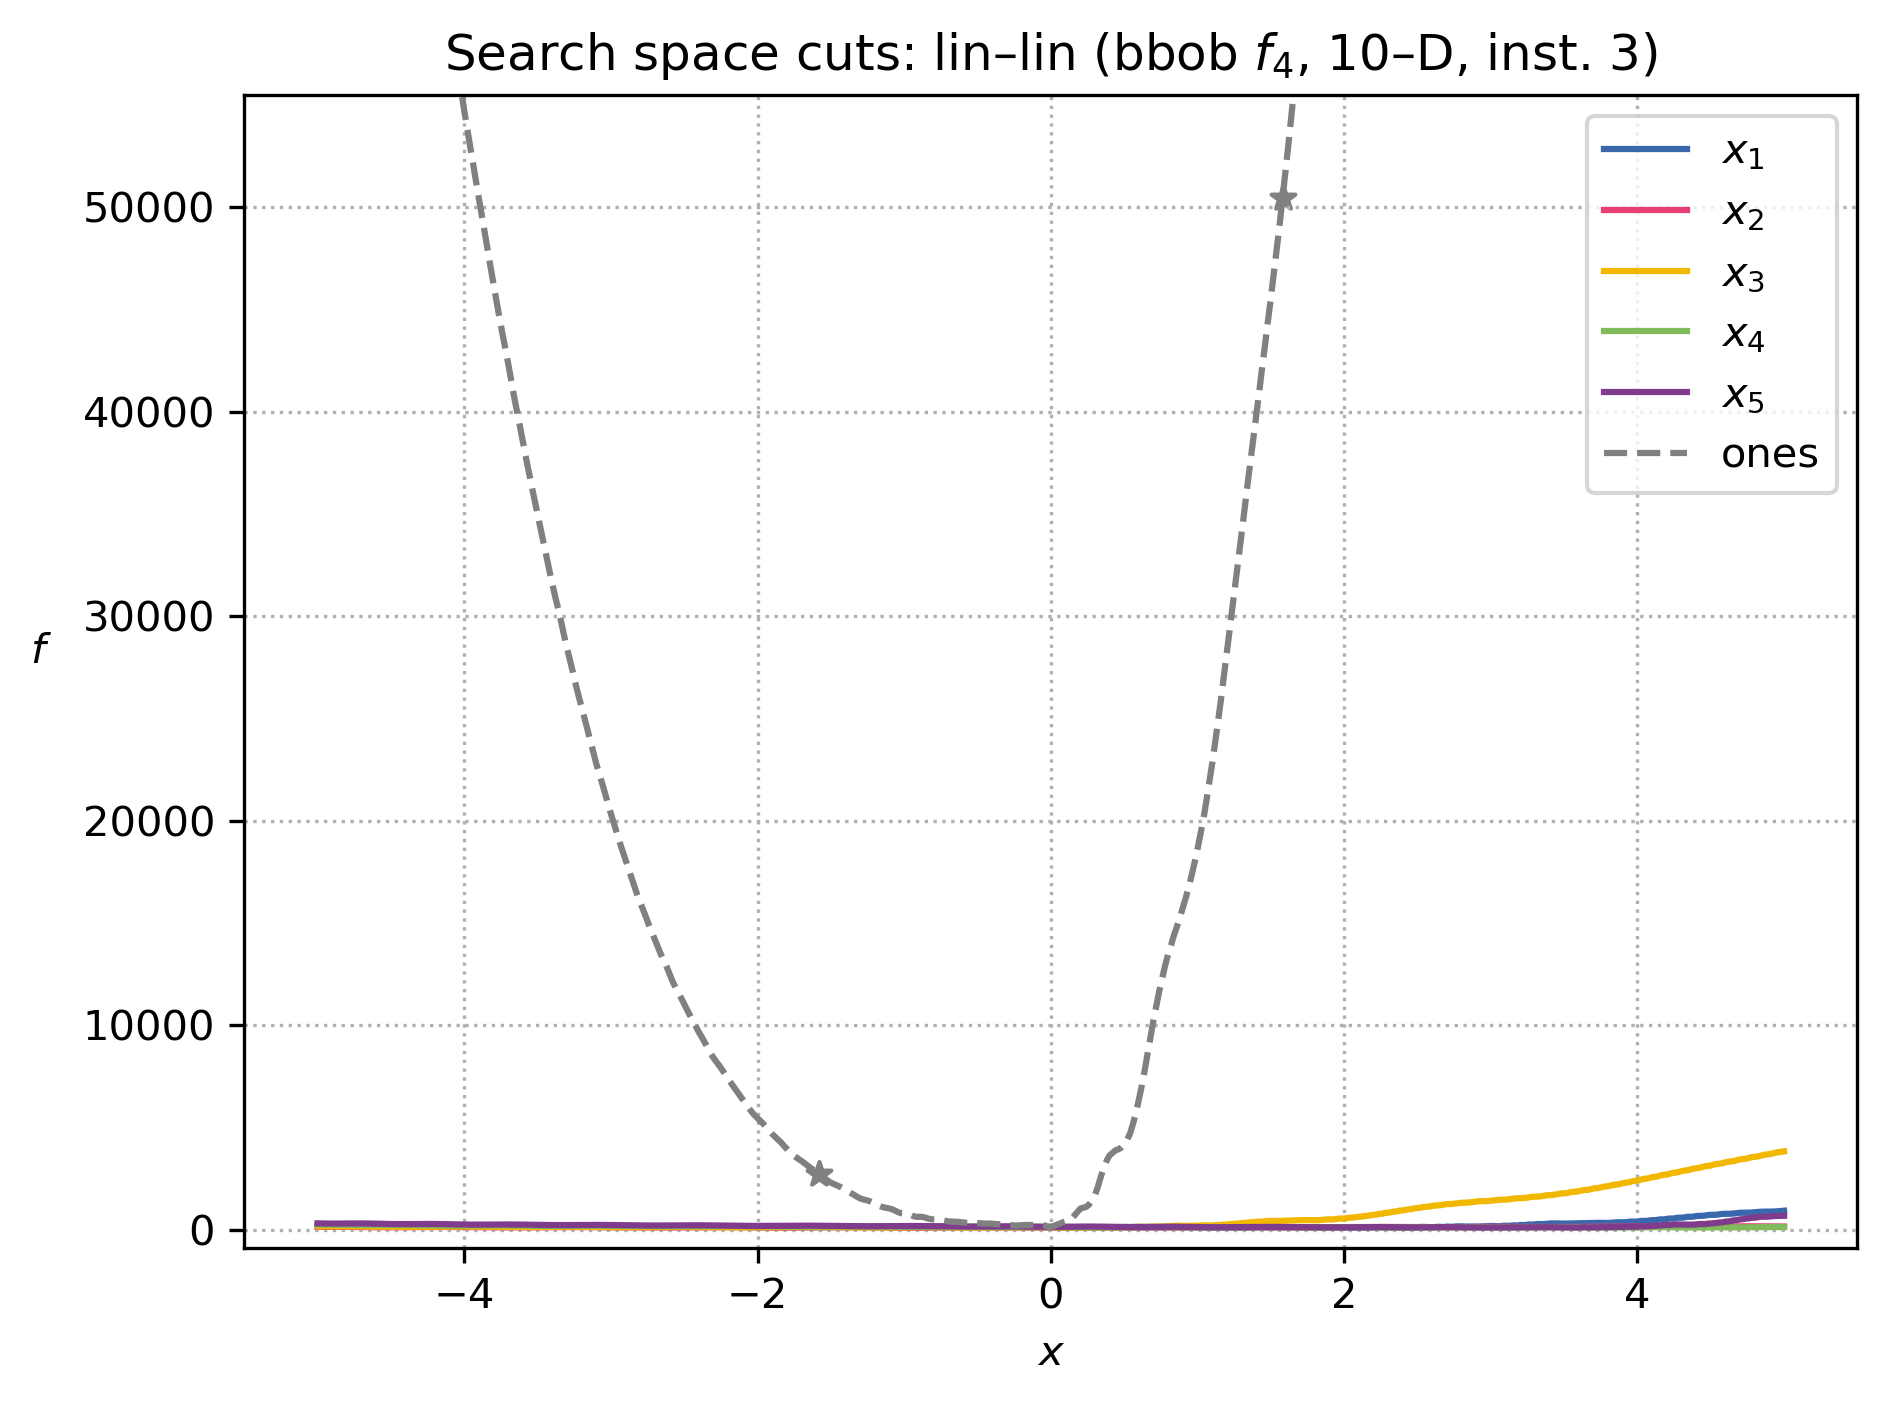 Search space cuts: lin–lin (bbob f₄, 10–D, inst. 3)
x₁
x₂
x₃
x₄
x₅
ones
50000
40000
30000
20000
10000
0
f
−4
−2
0
2
4
x